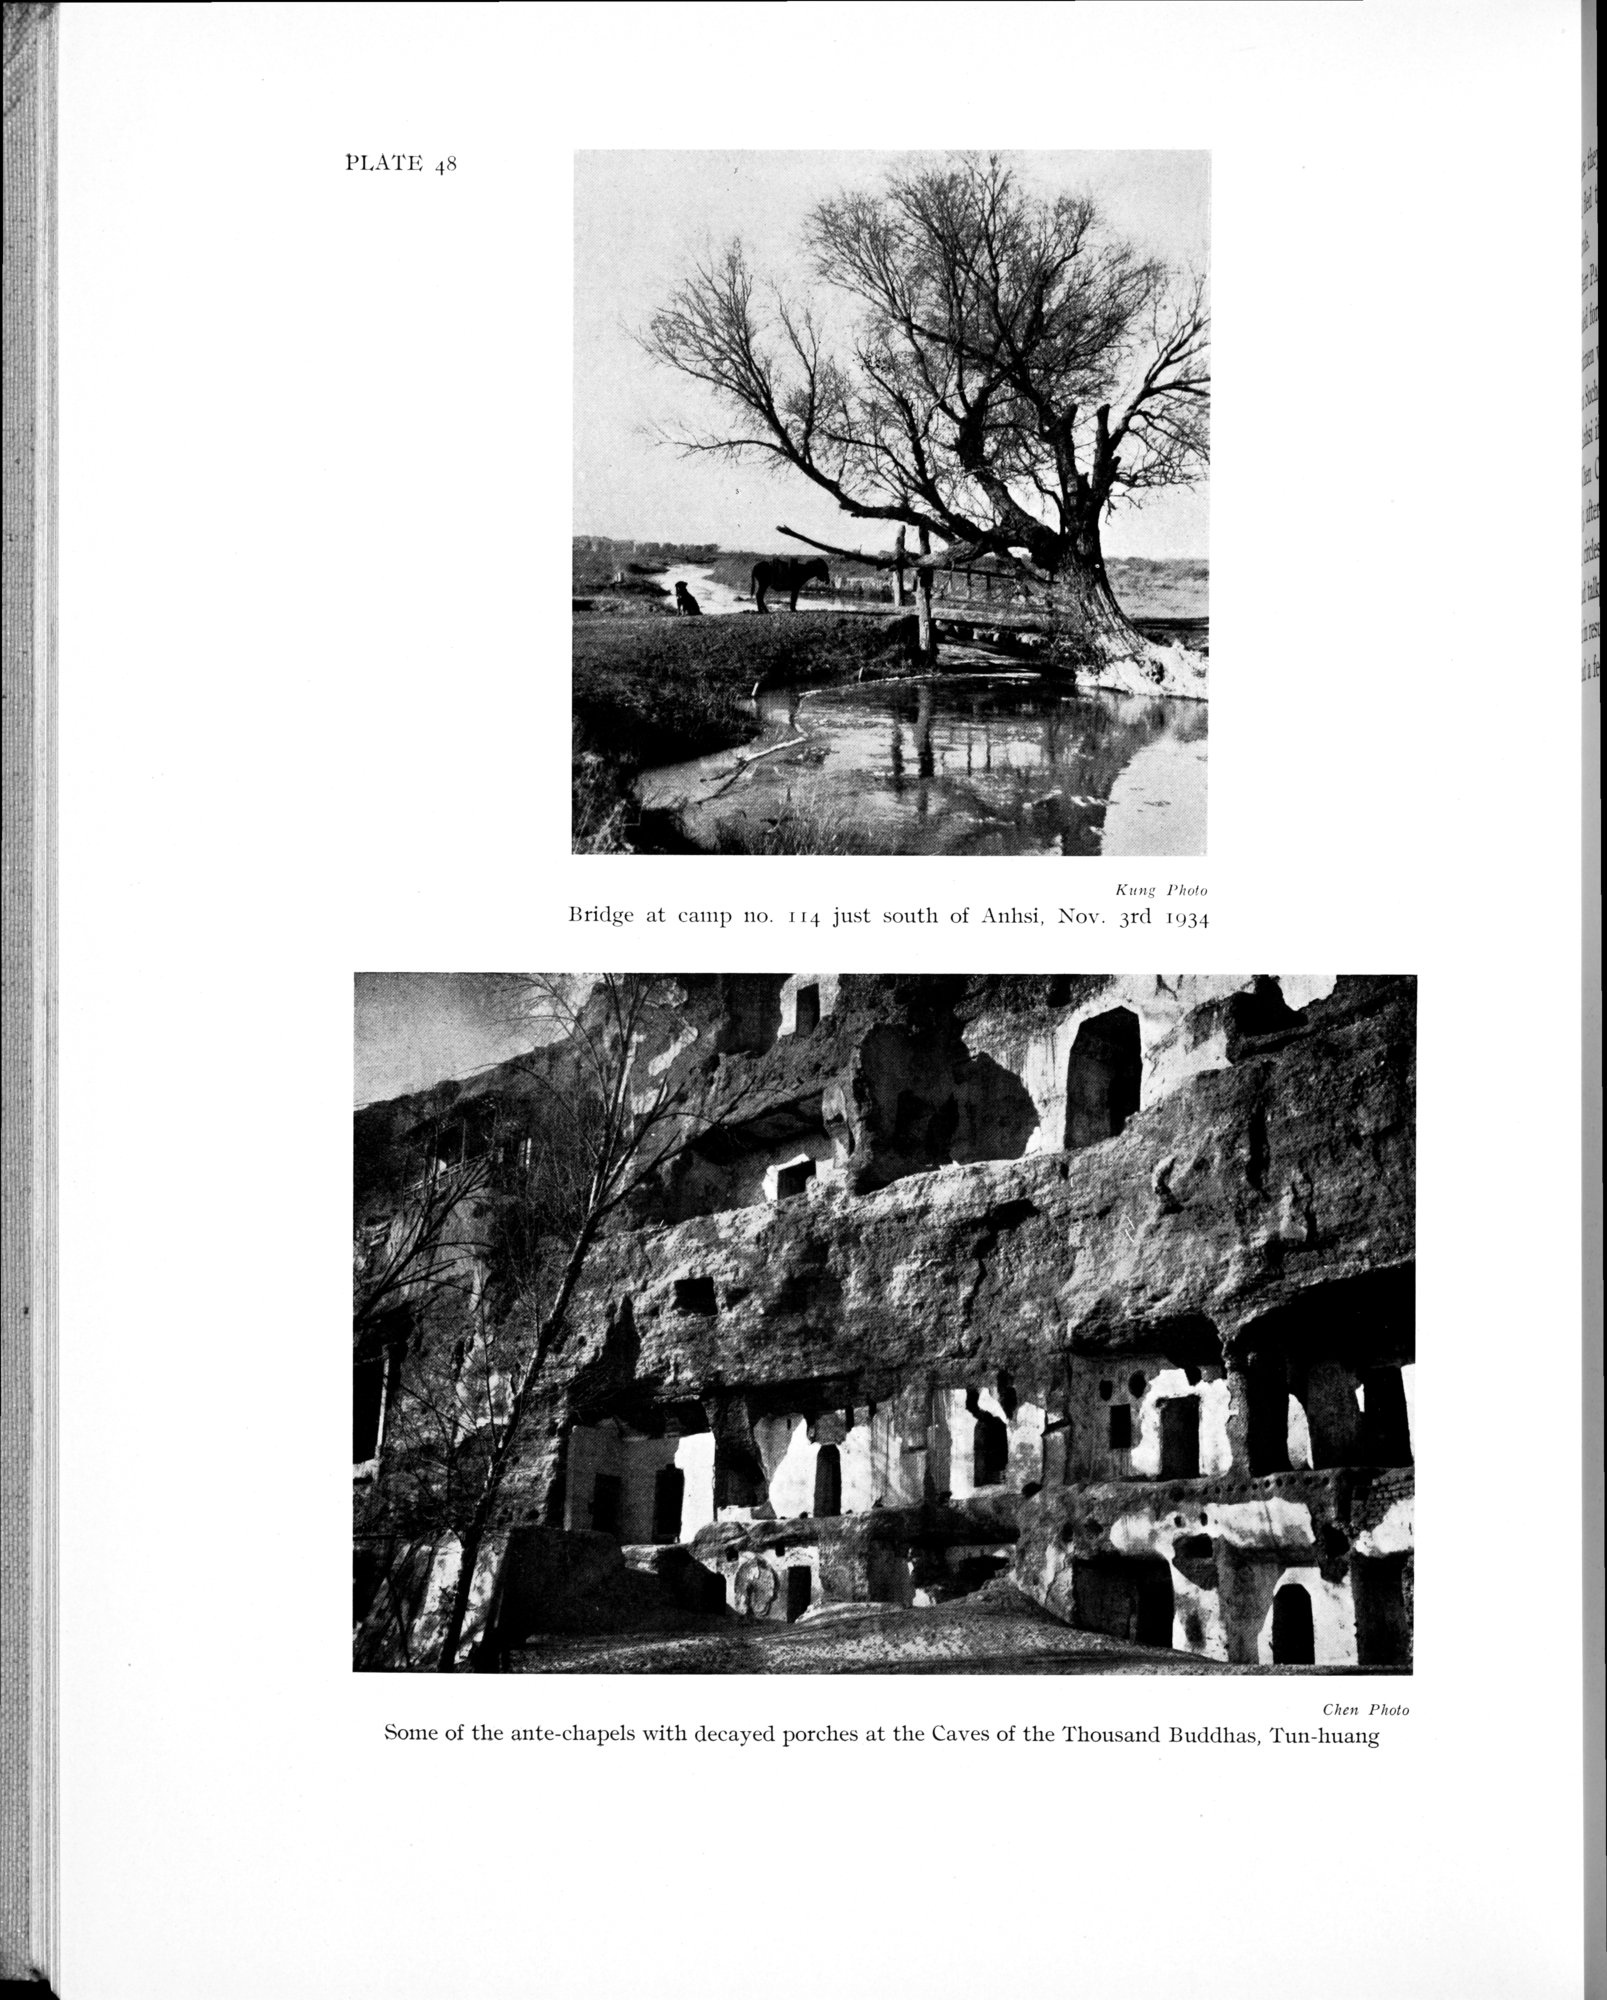 PLATE 48
Kung Photo
Bridge at camp no. 114 just south of Anhsi, Nov. 3rd 1934
Chen Photo
Some of the ante-chapels with decayed porches at the Caves of the Thousand Buddhas, Tun-huang